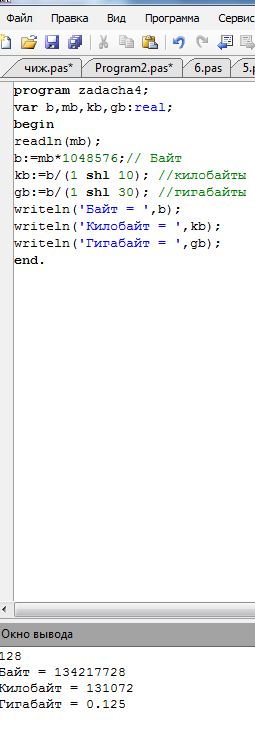 Файл Правка Вид Программа Сервис
чиж.pas* Program2.pas* 6.pas
program zadacha4;
var b,mb,kb,gb:real;
begin
readln(mb);
b:=mb*1048576;// Байт
kb:=b/(1 shl 10); //килобайты
gb:=b/(1 shl 30); //гигабайты
writeln('Байт = ',b);
writeln('Килобайт = ',kb);
writeln('Гигабайт = ',gb);
end.
Окно вывода
128
Байт = 134217728
Килобайт = 131072
Гигабайт = 0.125